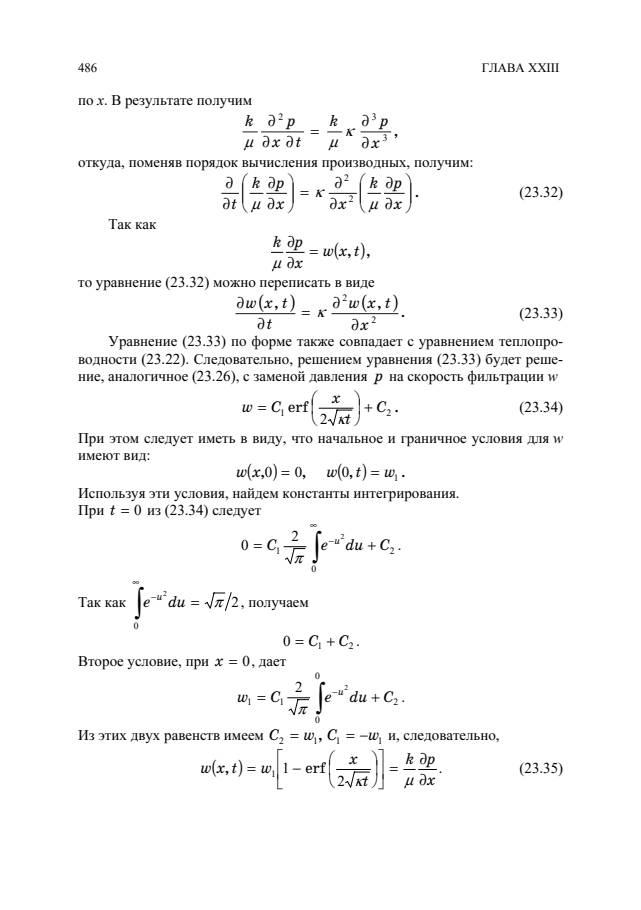 486 ГЛАВА XXIII
по x. В результате получим
k/μ ∂²p/∂x ∂t = k/μ κ ∂³p/∂x³,
откуда, поменяв порядок вычисления производных, получим:
∂/∂t (k/μ ∂p/∂x) = κ ∂²/∂x² (k/μ ∂p/∂x). (23.32)
Так как
k/μ ∂p/∂x = w(x, t),
то уравнение (23.32) можно переписать в виде
∂w(x, t)/∂t = κ ∂²w(x, t)/∂x². (23.33)
Уравнение (23.33) по форме также совпадает с уравнением теплопро-
водности (23.22). Следовательно, решением уравнения (23.33) будет реше-
ние, аналогичное (23.26), с заменой давления p на скорость фильтрации w
w = C₁ erf(x/2√κt) + C₂. (23.34)
При этом следует иметь в виду, что начальное и граничное условия для w
имеют вид:
w(x,0) = 0, w(0, t) = w₁.
Используя эти условия, найдем константы интегрирования.
При t = 0 из (23.34) следует
0 = C₁ 2/√π ∫₀^∞ e^(−u²) du + C₂.
Так как ∫₀^∞ e^(−u²) du = √π/2, получаем
0 = C₁ + C₂.
Второе условие, при x = 0, дает
w₁ = C₁ 2/√π ∫₀^0 e^(−u²) du + C₂.
Из этих двух равенств имеем C₂ = w₁, C₁ = −w₁ и, следовательно,
w(x, t) = w₁[1 − erf(x/2√κt)] = k/μ ∂p/∂x. (23.35)